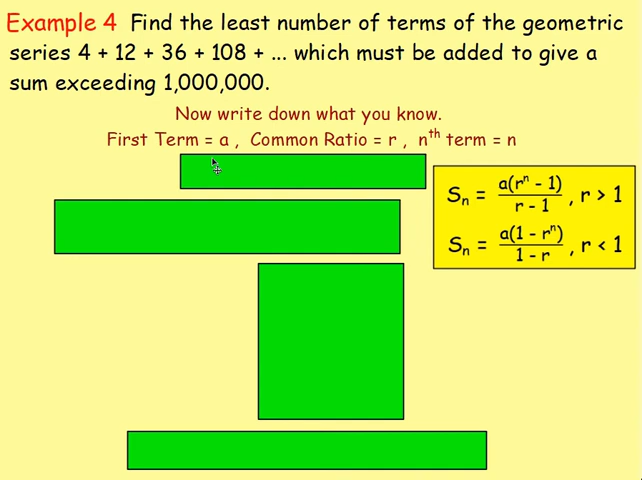 Example 4 Find the least number of terms of the geometric
series 4 + 12 + 36 + 108 + ... which must be added to give a
sum exceeding 1,000,000.
Now write down what you know.
First Term = a , Common Ratio = r , nᵗʰ term = n
Sₙ = a(rⁿ - 1) / r - 1 , r > 1
Sₙ = a(1 - rⁿ) / 1 - r , r < 1